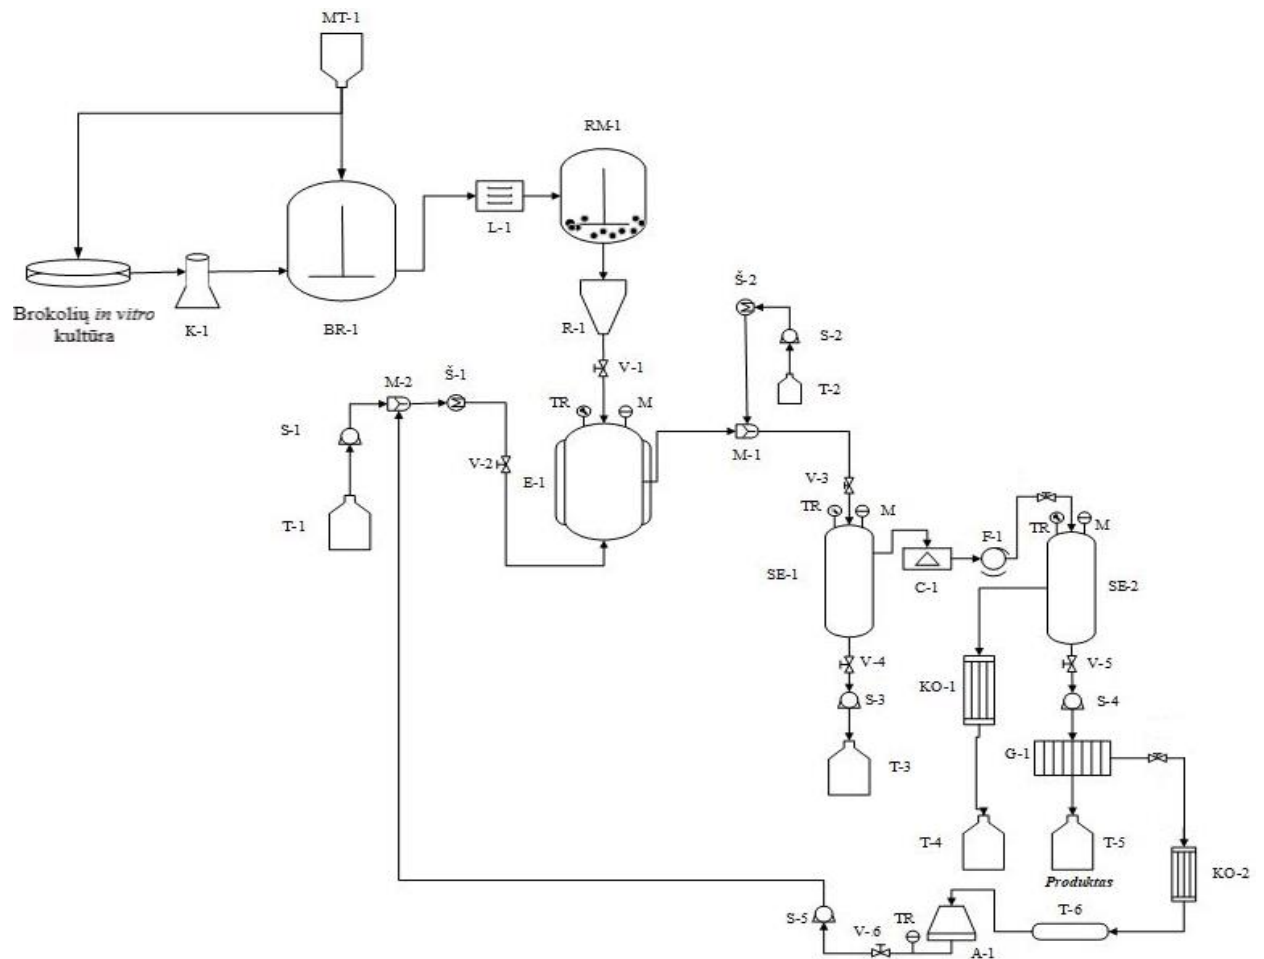 MT-1
RM-1
L-1
Brokolių in vitro
kultūra
K-1
BR-1
R-1
Š-2
S-2
V-1
T-2
M-2
Š-1
TR
M
S-1
M-1
V-2
E-1
V-3
T-1
TR
M
F-1
TR
M
SE-1
C-1
SE-2
V-4
V-5
KO-1
S-3
S-4
G-1
T-3
T-4
T-5
KO-2
Produktas
T-6
S-5
TR
V-6
A-1